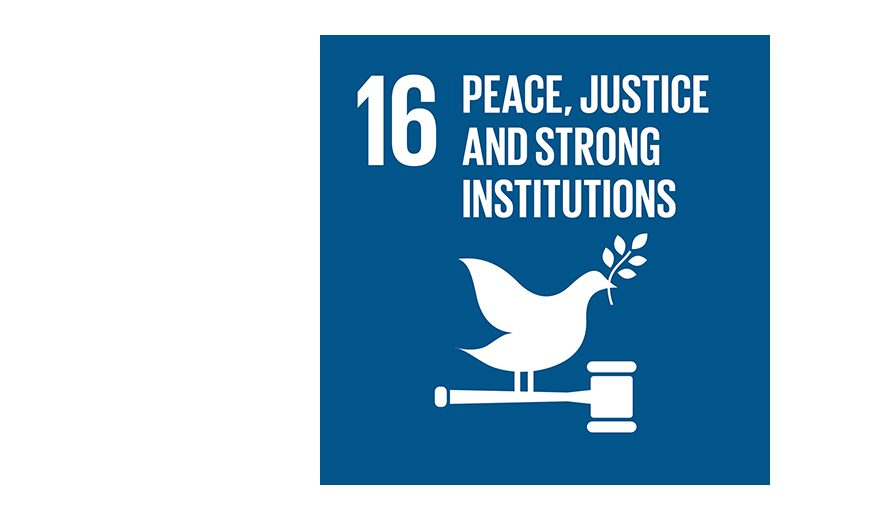 16 PEACE, JUSTICE
AND STRONG
INSTITUTIONS